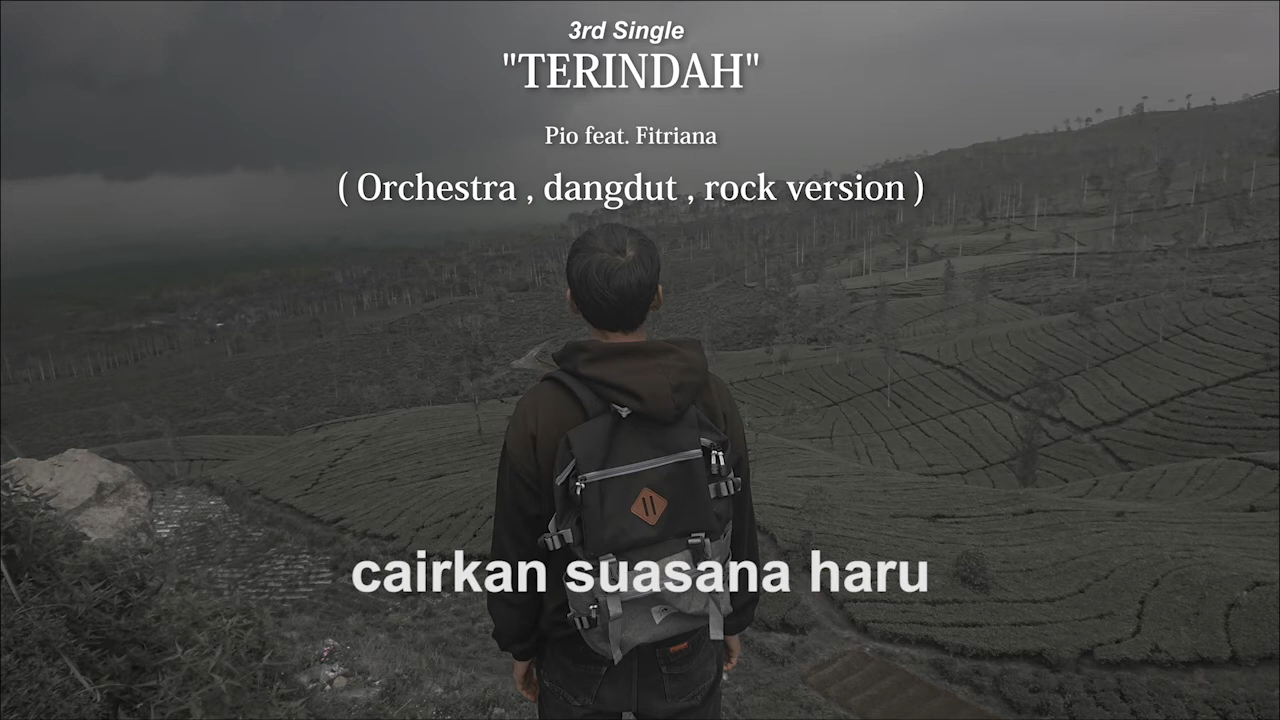 3rd Single
"TERINDAH"
Pio feat. Fitriana
( Orchestra , dangdut , rock version )
cairkan suasana haru